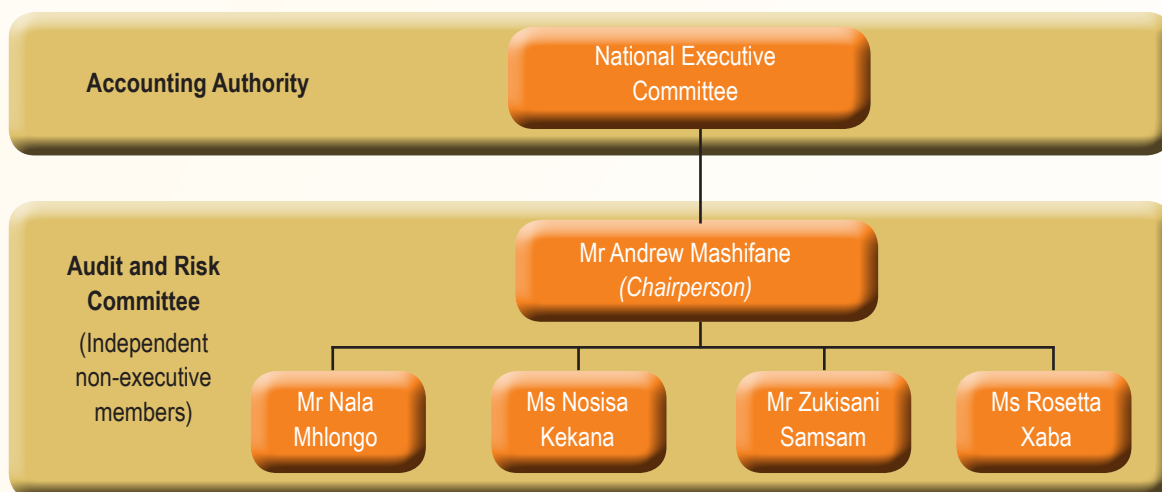 Accounting Authority
National Executive
Committee
Audit and Risk
Committee
(Independent
non-executive
members)
Mr Andrew Mashifane
(Chairperson)
Mr Nala
Mhlongo
Ms Nosisa
Kekana
Mr Zukisani
Samsam
Ms Rosetta
Xaba